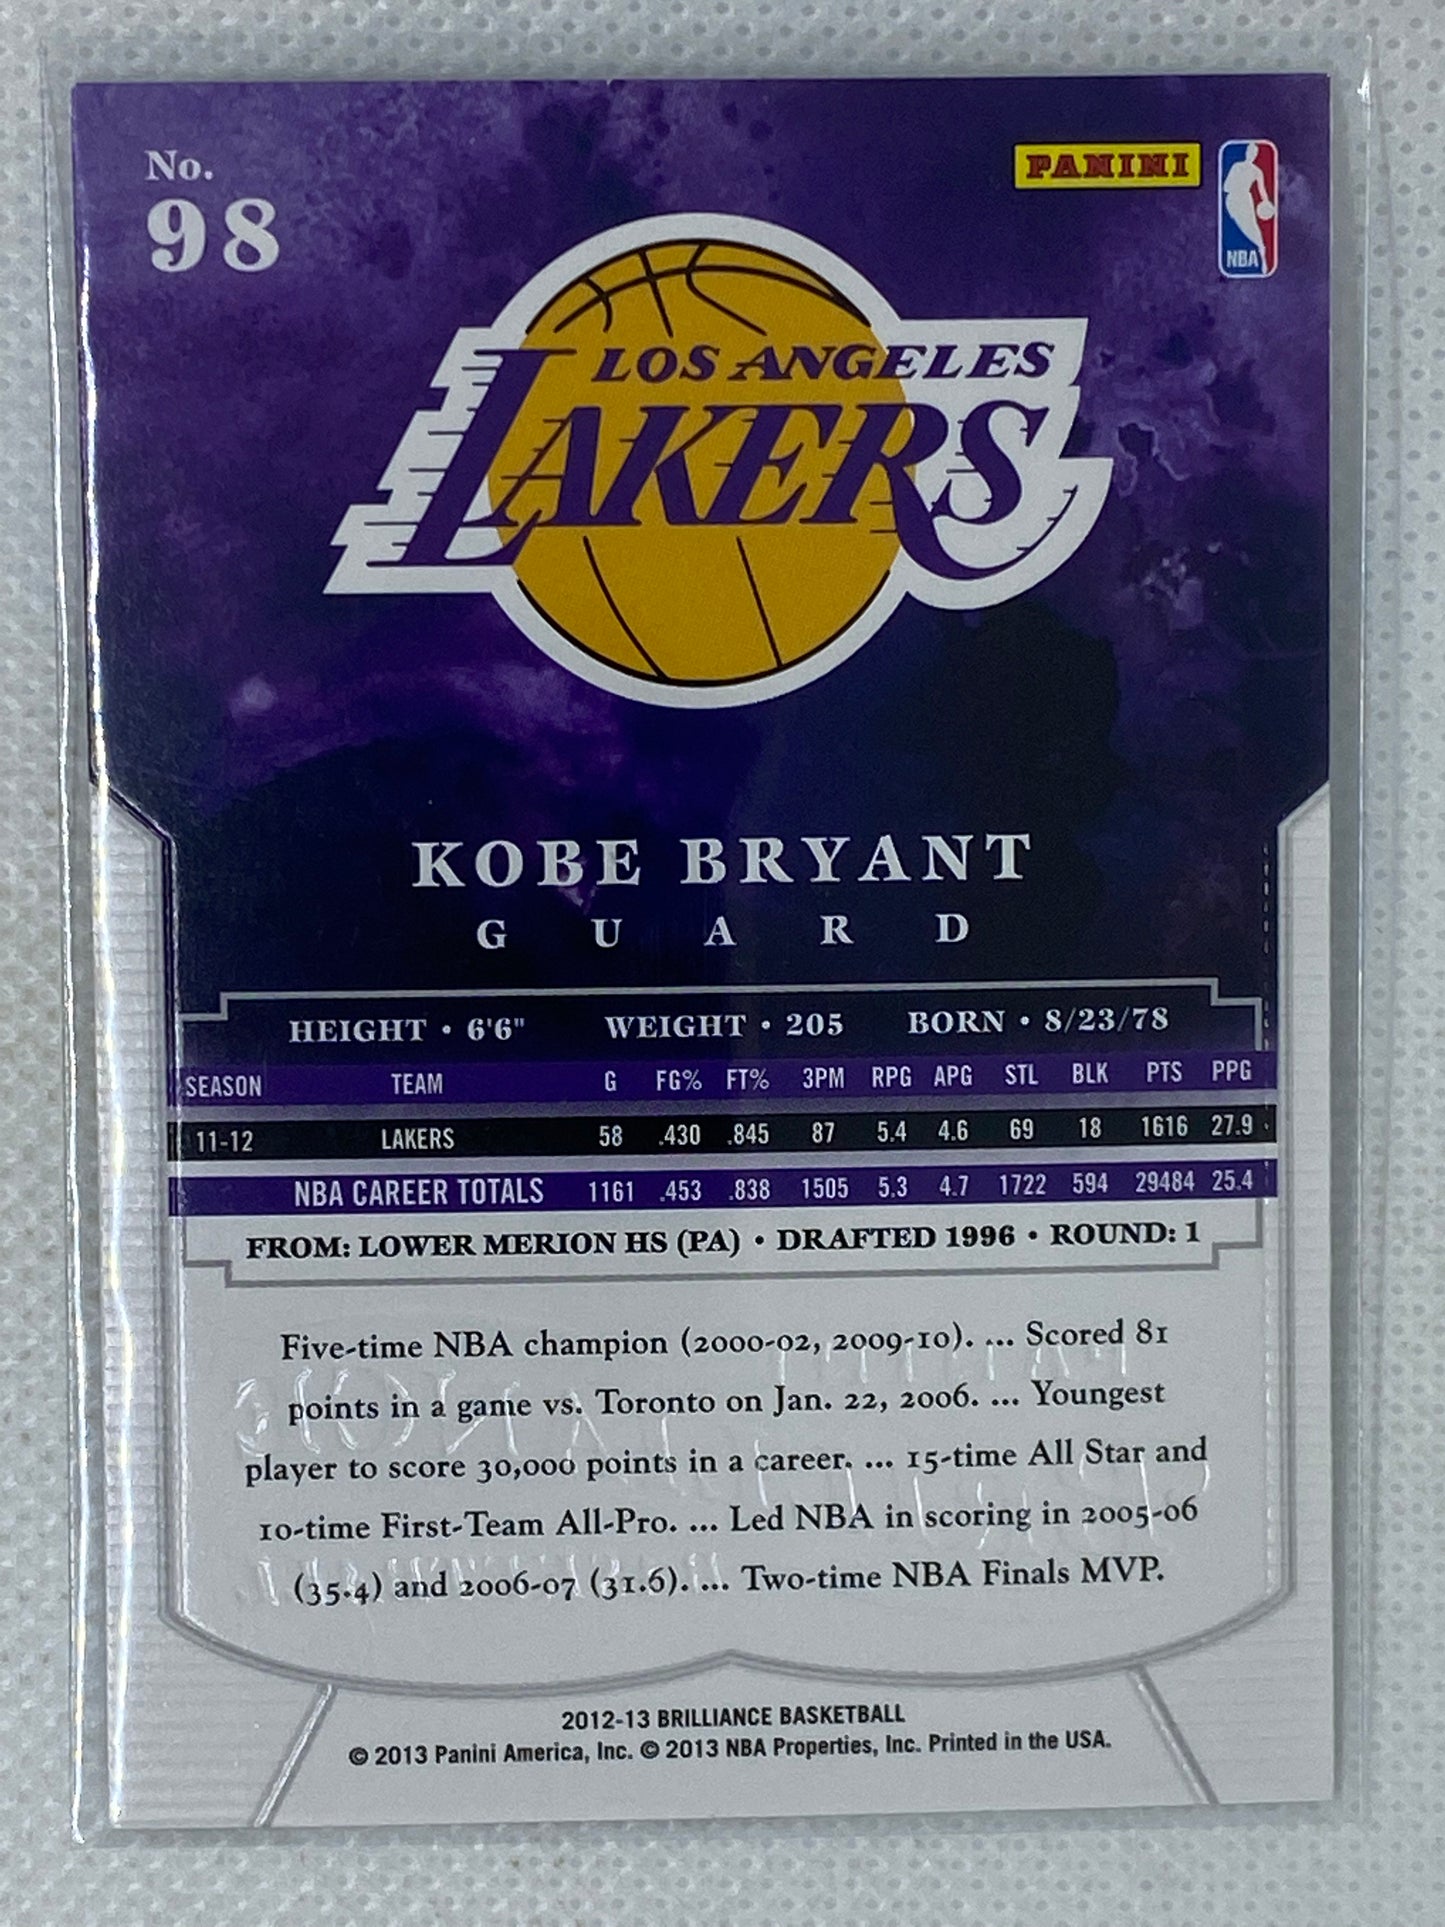 No.
98
PANINI
NBA
LOS ANGELES
LAKERS
KOBE BRYANT
GUARD
HEIGHT • 6'6" WEIGHT • 205 BORN • 8/23/78
SEASON TEAM G FG% FT% 3PM RPG APG STL BLK PTS PPG
11-12 LAKERS 58 .430 .845 87 5.4 4.6 69 18 1616 27.9
NBA CAREER TOTALS 1161 .453 .838 1505 5.3 4.7 1722 594 29484 25.4
FROM: LOWER MERION HS (PA) • DRAFTED 1996 • ROUND: 1
Five-time NBA champion (2000-02, 2009-10). ... Scored 81
points in a game vs. Toronto on Jan. 22, 2006. ... Youngest
player to score 30,000 points in a career. ... 15-time All Star and
10-time First-Team All-Pro. ... Led NBA in scoring in 2005-06
(35.4) and 2006-07 (31.6). ... Two-time NBA Finals MVP.
2012-13 BRILLIANCE BASKETBALL
© 2013 Panini America, Inc. © 2013 NBA Properties, Inc. Printed in the USA.